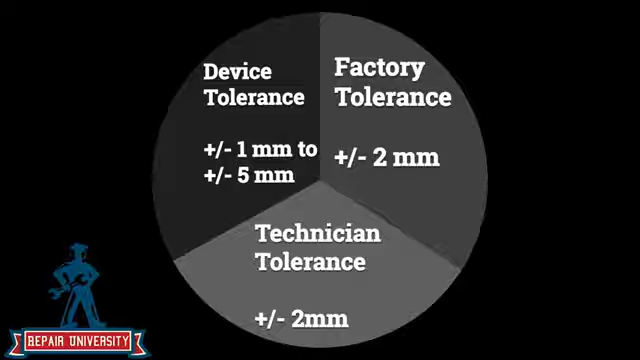 Device
Tolerance
+/- 1 mm to
+/- 5 mm
Factory
Tolerance
+/- 2 mm
Technician
Tolerance
+/- 2mm
REPAIR UNIVERSITY